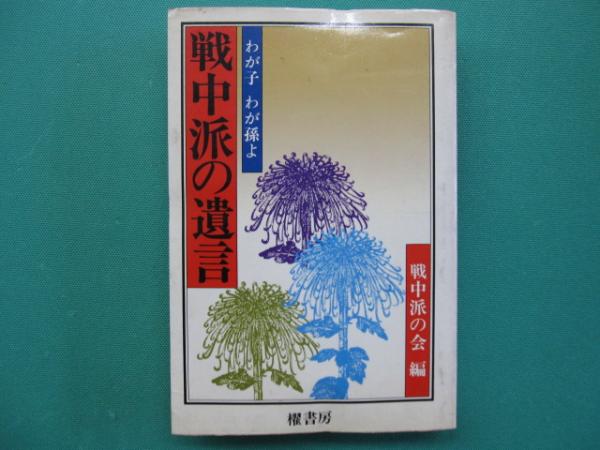 戦中派の遺言
わが子 わが孫よ
戦中派の会 編
櫂書房